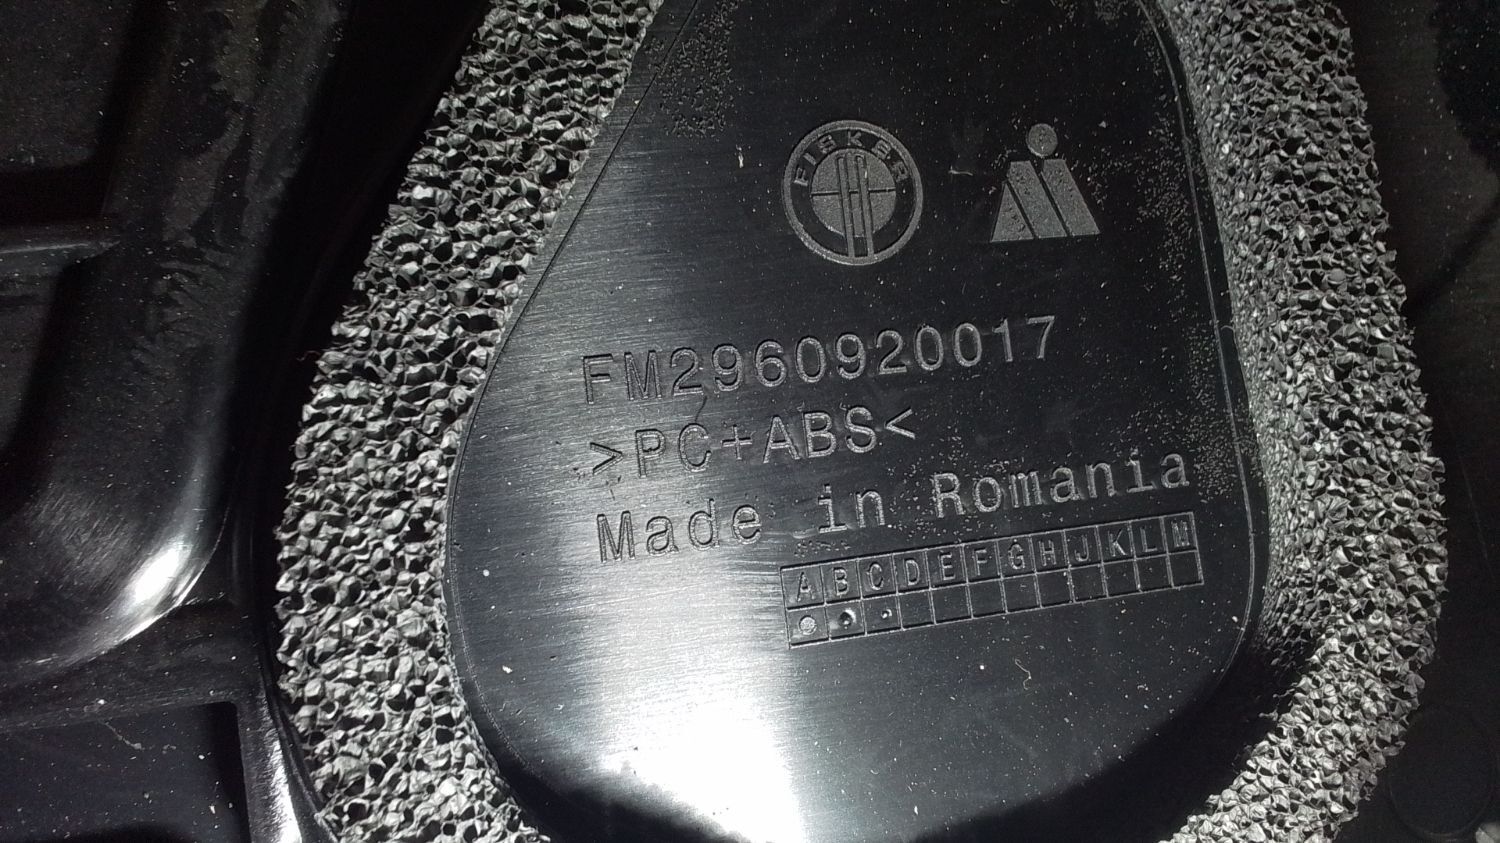 FISKER
FM2960920017
>PC+ABS<
Made in Romania
A B C D E F G H J K L M